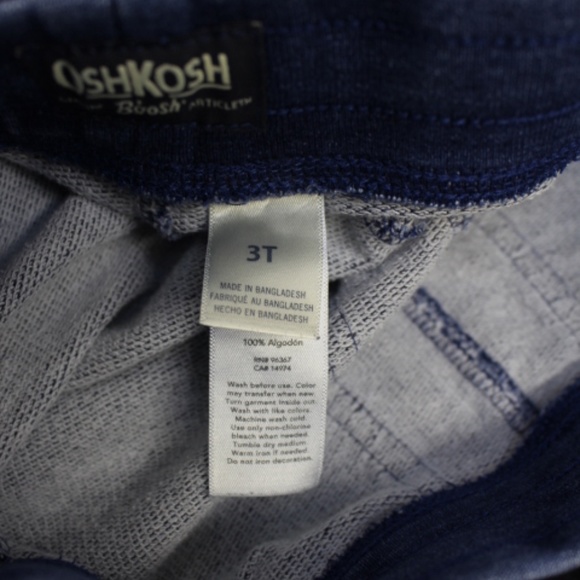 OSHKOSH
B'gosh
3T
MADE IN BANGLADESH
FABRIQUÉ AU BANGLADESH
HECHO EN BANGLADESH
100% Algodón
RN# 96367
CA# 14974
Wash before use. Color
may transfer when new.
Turn garment inside out.
Wash with like colors.
Machine wash cold.
Use only non-chlorine
bleach when needed.
Tumble dry medium.
Warm iron if needed.
Do not iron decoration.